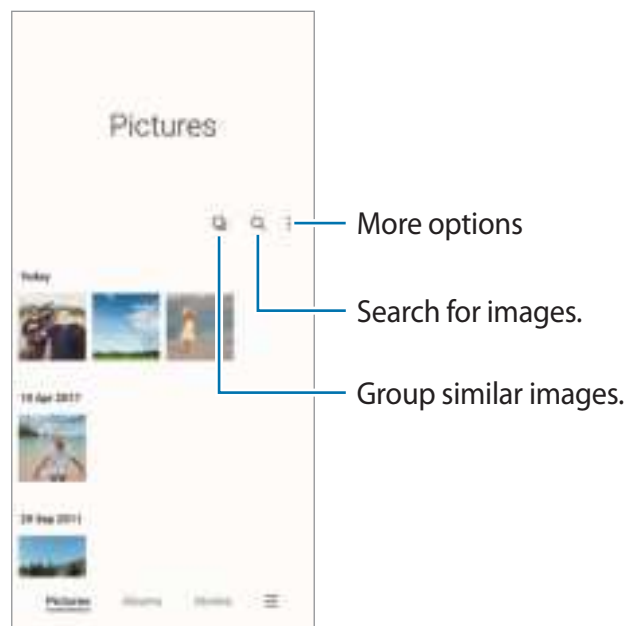 Pictures
More options
Today
Search for images.
Group similar images.
Pictures
Albums
Stories